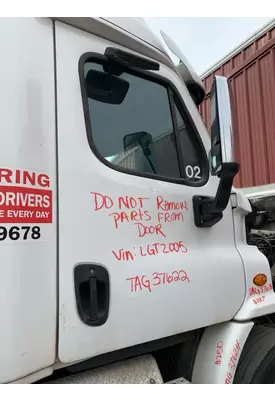 RING
DRIVERS
E EVERY DAY
9678
02
DO NOT REMOVE
PARTS FROM
DOOR
VIN: LGT2005
TAG 37622